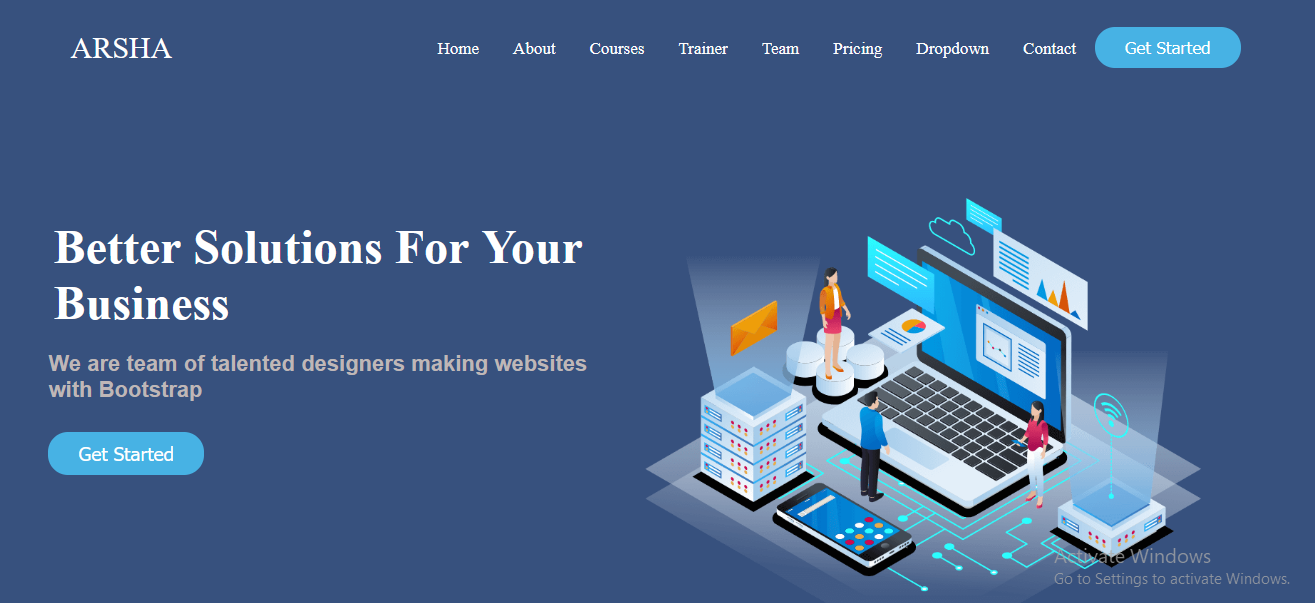 ARSHA
Home About Courses Trainer Team Pricing Dropdown Contact Get Started
Better Solutions For Your
Business
We are team of talented designers making websites
with Bootstrap
Get Started
Activate Windows
Go to Settings to activate Windows.